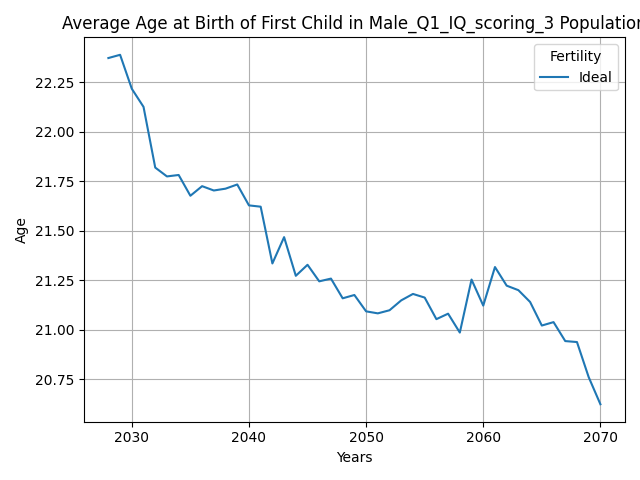 Average Age at Birth of First Child in Male_Q1_IQ_scoring_3 Population
Fertility
Ideal
22.25
22.00
21.75
21.50
21.25
21.00
20.75
Age
2030 2040 2050 2060 2070
Years